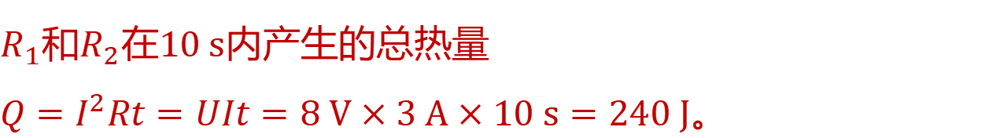 R₁和R₂在10 s内产生的总热量
Q = I²Rt = UIt = 8 V × 3 A × 10 s = 240 J。